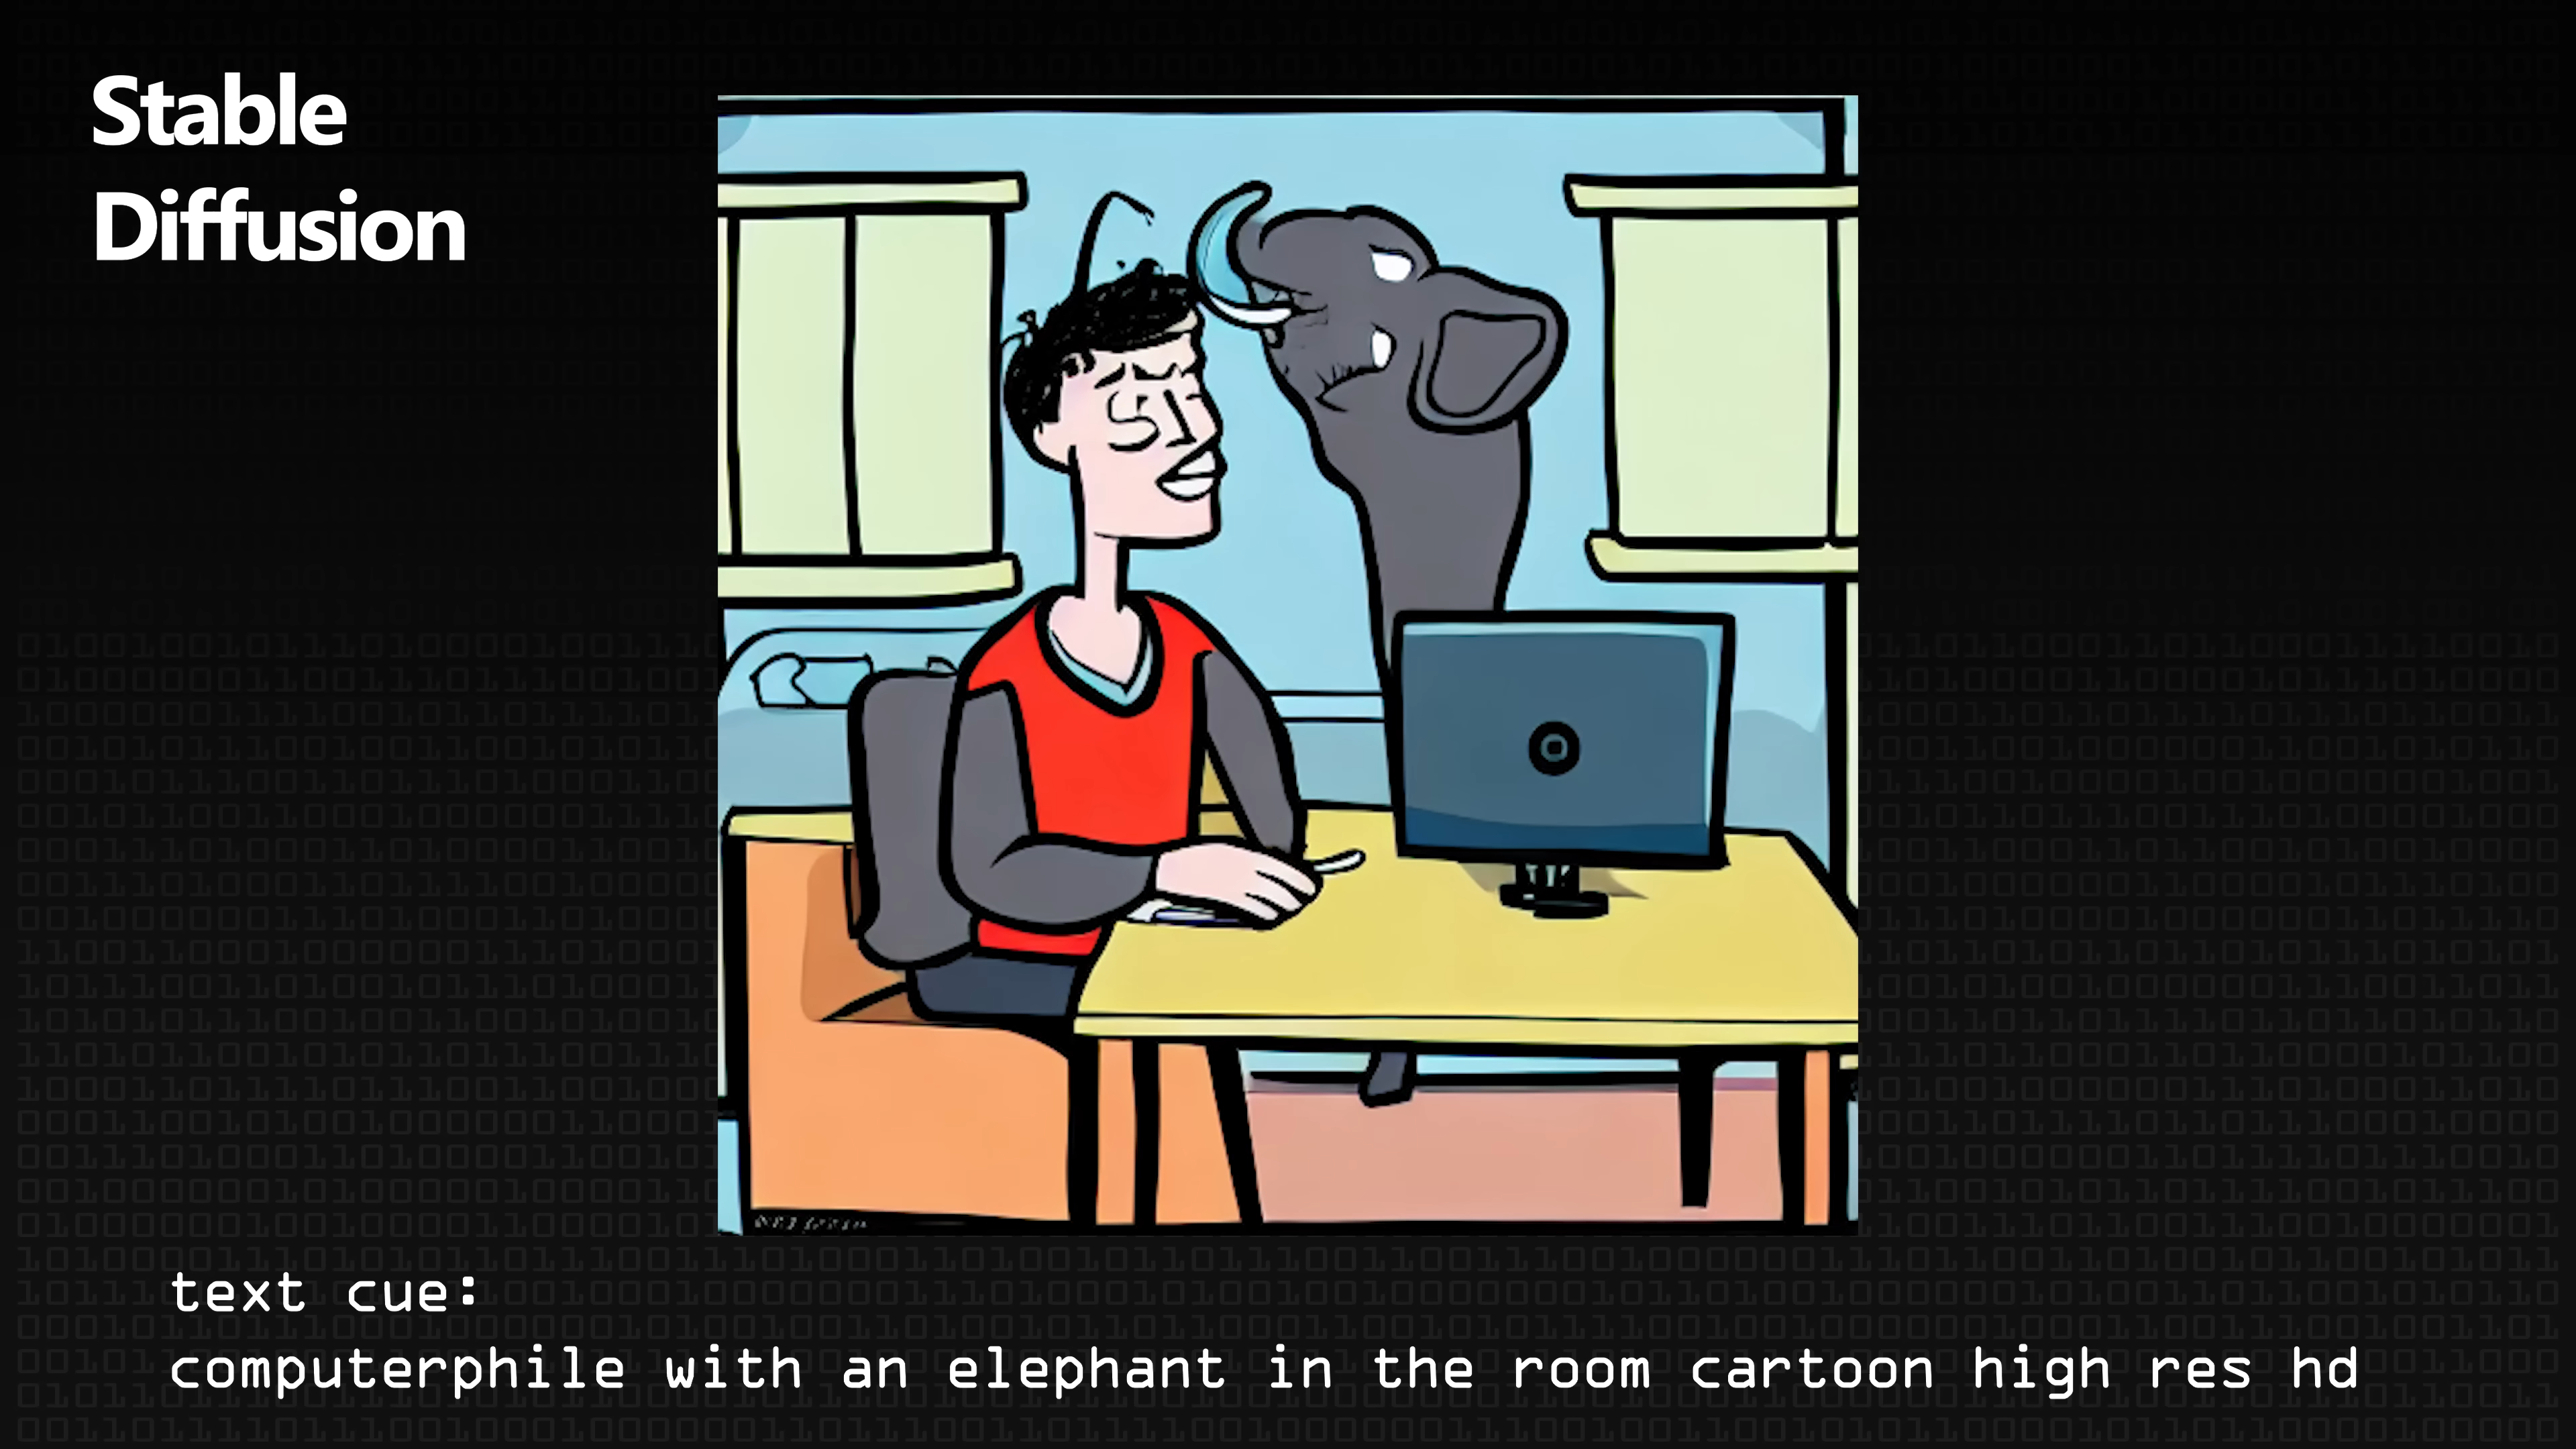 Stable
Diffusion
text cue:
computerphile with an elephant in the room cartoon high res hd